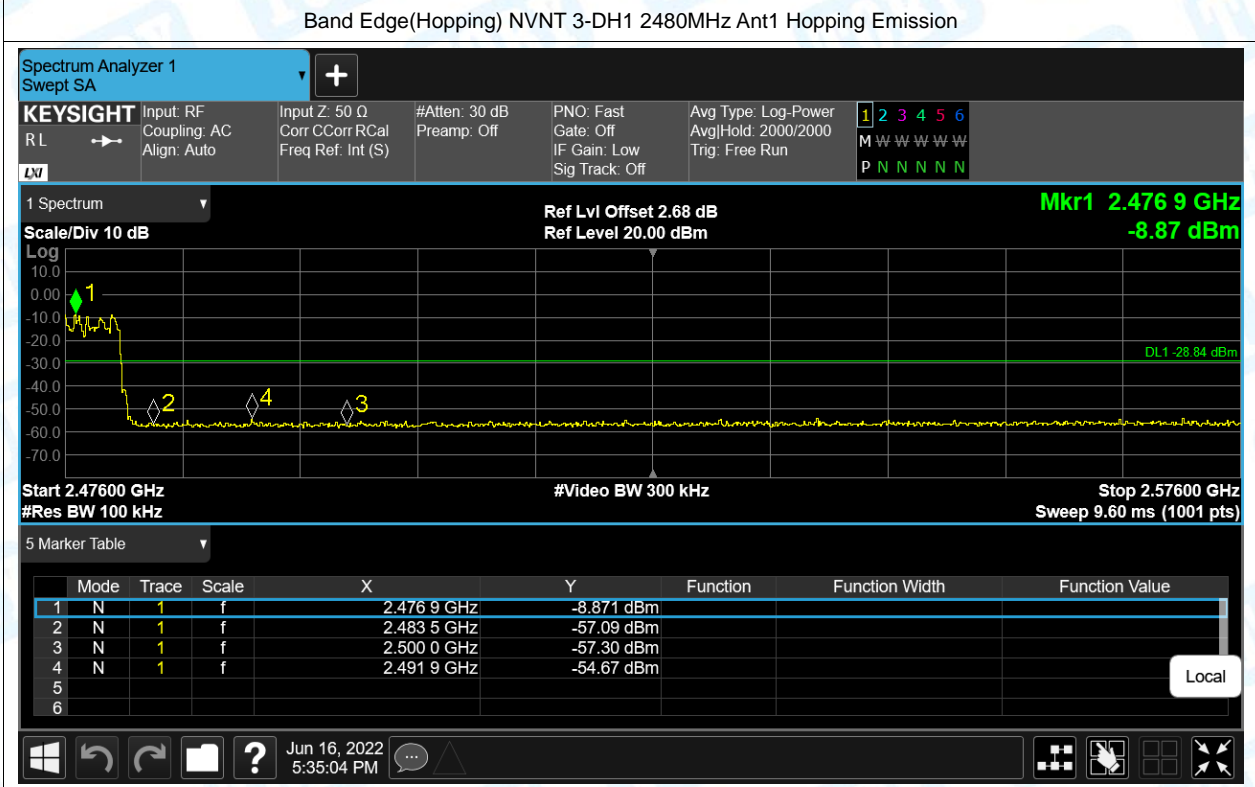 Band Edge(Hopping) NVNT 3-DH1 2480MHz Ant1 Hopping Emission
Spectrum Analyzer 1
Swept SA
KEYSIGHT
R L
LXI
Input: RF
Coupling: AC
Align: Auto
Input Z: 50 Ω
Corr CCorr RCal
Freq Ref: Int (S)
#Atten: 30 dB
Preamp: Off
PNO: Fast
Gate: Off
IF Gain: Low
Sig Track: Off
Avg Type: Log-Power
Avg|Hold: 2000/2000
Trig: Free Run
1 2 3 4 5 6
M W W W W W
P N N N N N
1 Spectrum
Scale/Div 10 dB
Ref Lvl Offset 2.68 dB
Ref Level 20.00 dBm
Mkr1 2.476 9 GHz
-8.87 dBm
Log
10.0
0.00
-10.0
-20.0
-30.0
-40.0
-50.0
-60.0
-70.0
1
2
4
3
DL1 -28.84 dBm
Start 2.47600 GHz
#Video BW 300 kHz
Stop 2.57600 GHz
#Res BW 100 kHz
Sweep 9.60 ms (1001 pts)
5 Marker Table
Mode Trace Scale X Y Function Function Width Function Value
1 N 1 f 2.476 9 GHz -8.871 dBm
2 N 1 f 2.483 5 GHz -57.09 dBm
3 N 1 f 2.500 0 GHz -57.30 dBm
4 N 1 f 2.491 9 GHz -54.67 dBm
5
6
Local
?
Jun 16, 2022
5:35:04 PM